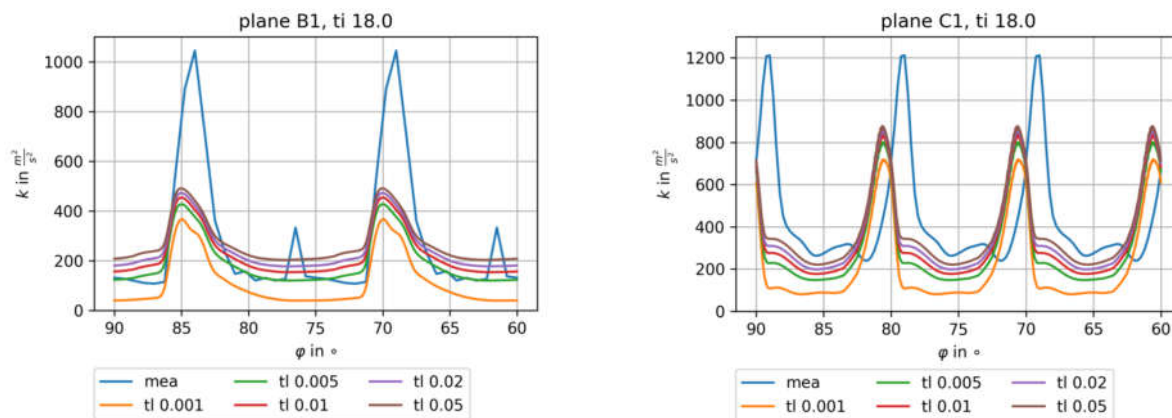 plane B1, ti 18.0
1000
800
600
400
200
0
k in m²/s²
90 85 80 75 70 65 60
φ in ∘
mea tl 0.005 tl 0.02
tl 0.001 tl 0.01 tl 0.05
plane C1, ti 18.0
1200
1000
800
600
400
200
0
k in m²/s²
90 85 80 75 70 65 60
φ in ∘
mea tl 0.005 tl 0.02
tl 0.001 tl 0.01 tl 0.05